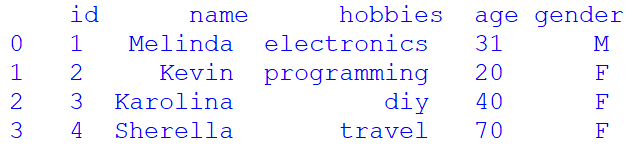 id name hobbies age gender
0 1 Melinda electronics 31 M
1 2 Kevin programming 20 F
2 3 Karolina diy 40 F
3 4 Sherella travel 70 F